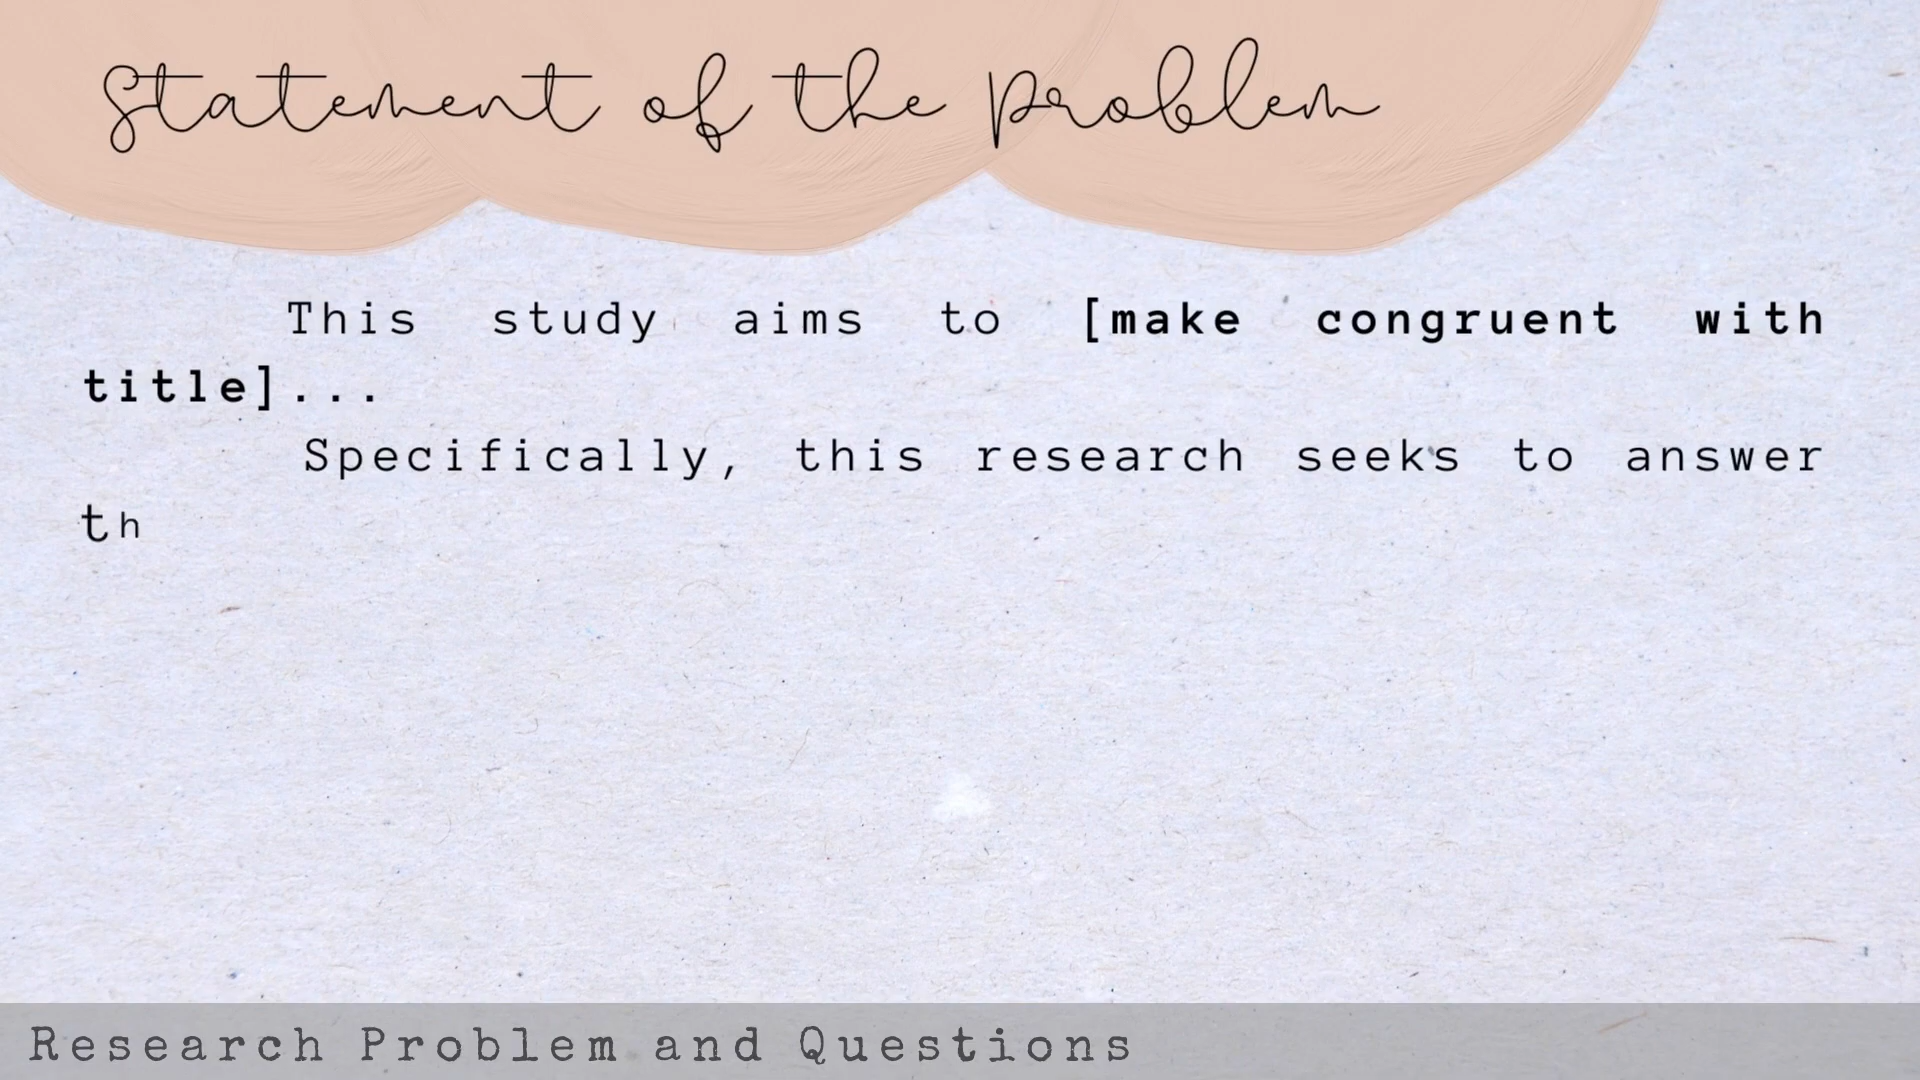 Statement of the Problem
This study aims to [make congruent with
title]...
Specifically, this research seeks to answer
th
Research Problem and Questions